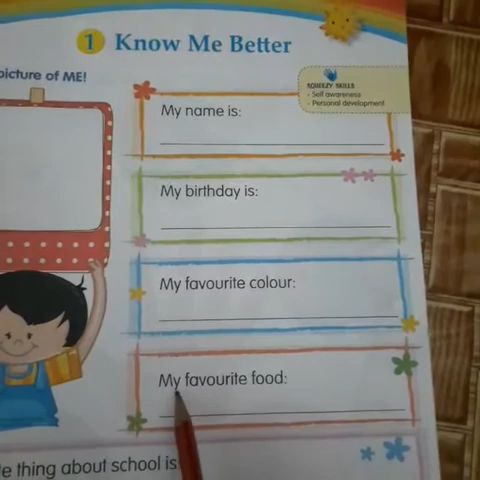 1 Know Me Better
picture of ME!
SQUEEZY SKILLS
- Self awareness
- Personal development
My name is:
My birthday is:
My favourite colour:
My favourite food:
thing about school is